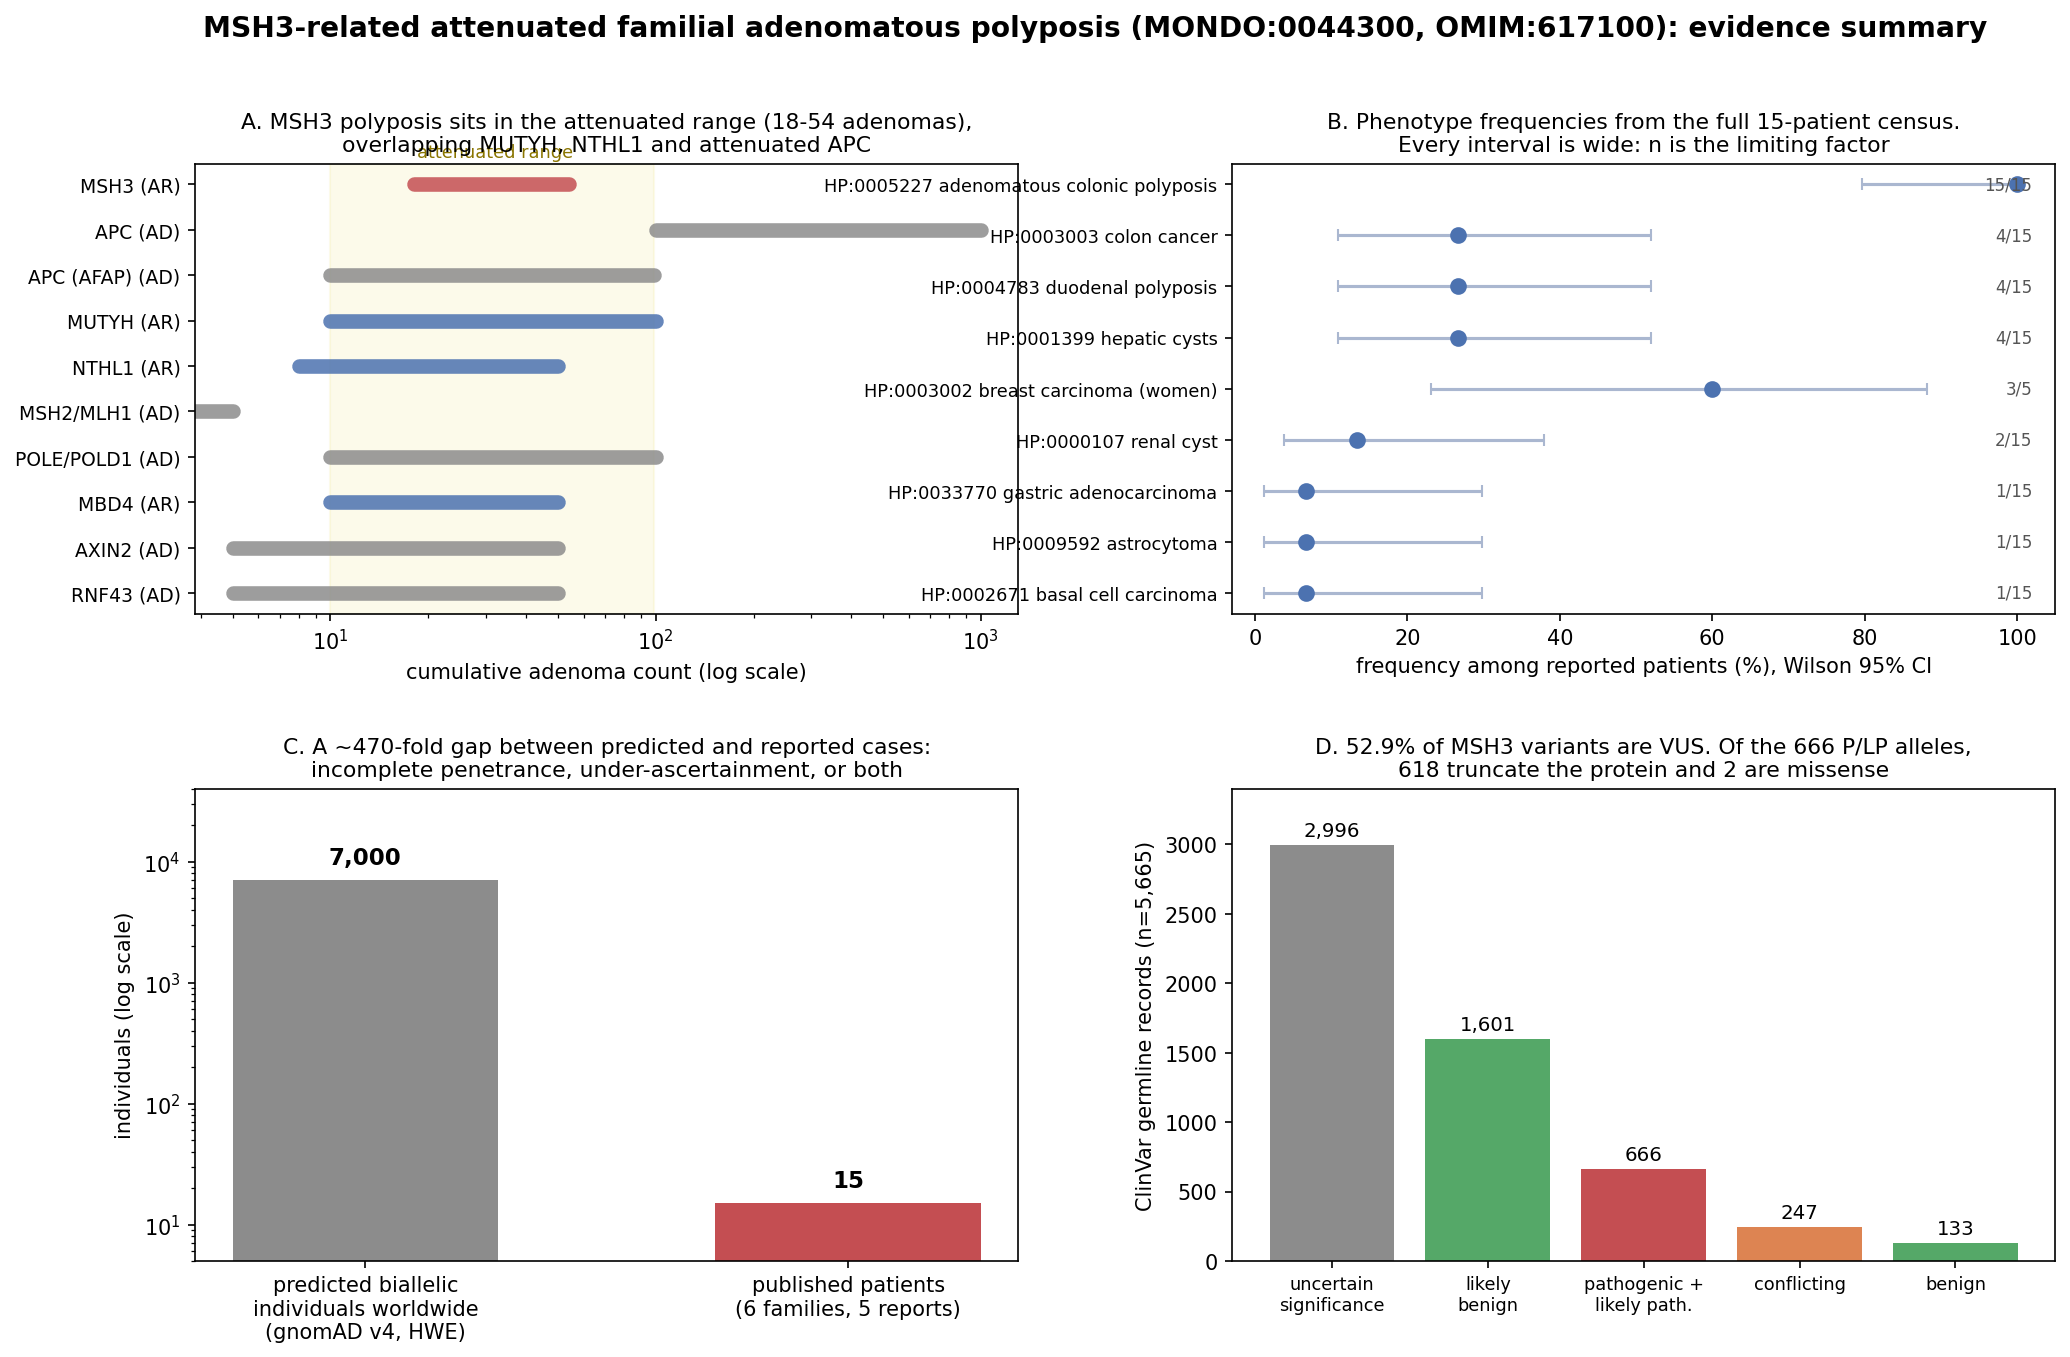 MSH3-related attenuated familial adenomatous polyposis (MONDO:0044300, OMIM:617100): evidence summary
A. MSH3 polyposis sits in the attenuated range (18-54 adenomas),
overlapping MUTYH, NTHL1 and attenuated APC
attenuated range
MSH3 (AR)
APC (AD)
APC (AFAP) (AD)
MUTYH (AR)
NTHL1 (AR)
MSH2/MLH1 (AD)
POLE/POLD1 (AD)
MBD4 (AR)
AXIN2 (AD)
RNF43 (AD)
10¹ 10² 10³
cumulative adenoma count (log scale)
B. Phenotype frequencies from the full 15-patient census.
Every interval is wide: n is the limiting factor
HP:0005227 adenomatous colonic polyposis 15/15
HP:0003003 colon cancer 4/15
HP:0004783 duodenal polyposis 4/15
HP:0001399 hepatic cysts 4/15
HP:0003002 breast carcinoma (women) 3/5
HP:0000107 renal cyst 2/15
HP:0033770 gastric adenocarcinoma 1/15
HP:0009592 astrocytoma 1/15
HP:0002671 basal cell carcinoma 1/15
0 20 40 60 80 100
frequency among reported patients (%), Wilson 95% CI
C. A ~470-fold gap between predicted and reported cases:
incomplete penetrance, under-ascertainment, or both
individuals (log scale)
10⁴
10³
10²
10¹
7,000
15
predicted biallelic
individuals worldwide
(gnomAD v4, HWE)
published patients
(6 families, 5 reports)
D. 52.9% of MSH3 variants are VUS. Of the 666 P/LP alleles,
618 truncate the protein and 2 are missense
ClinVar germline records (n=5,665)
3000
2500
2000
1500
1000
500
0
2,996
1,601
666
247
133
uncertain
significance
likely
benign
pathogenic +
likely path.
conflicting
benign